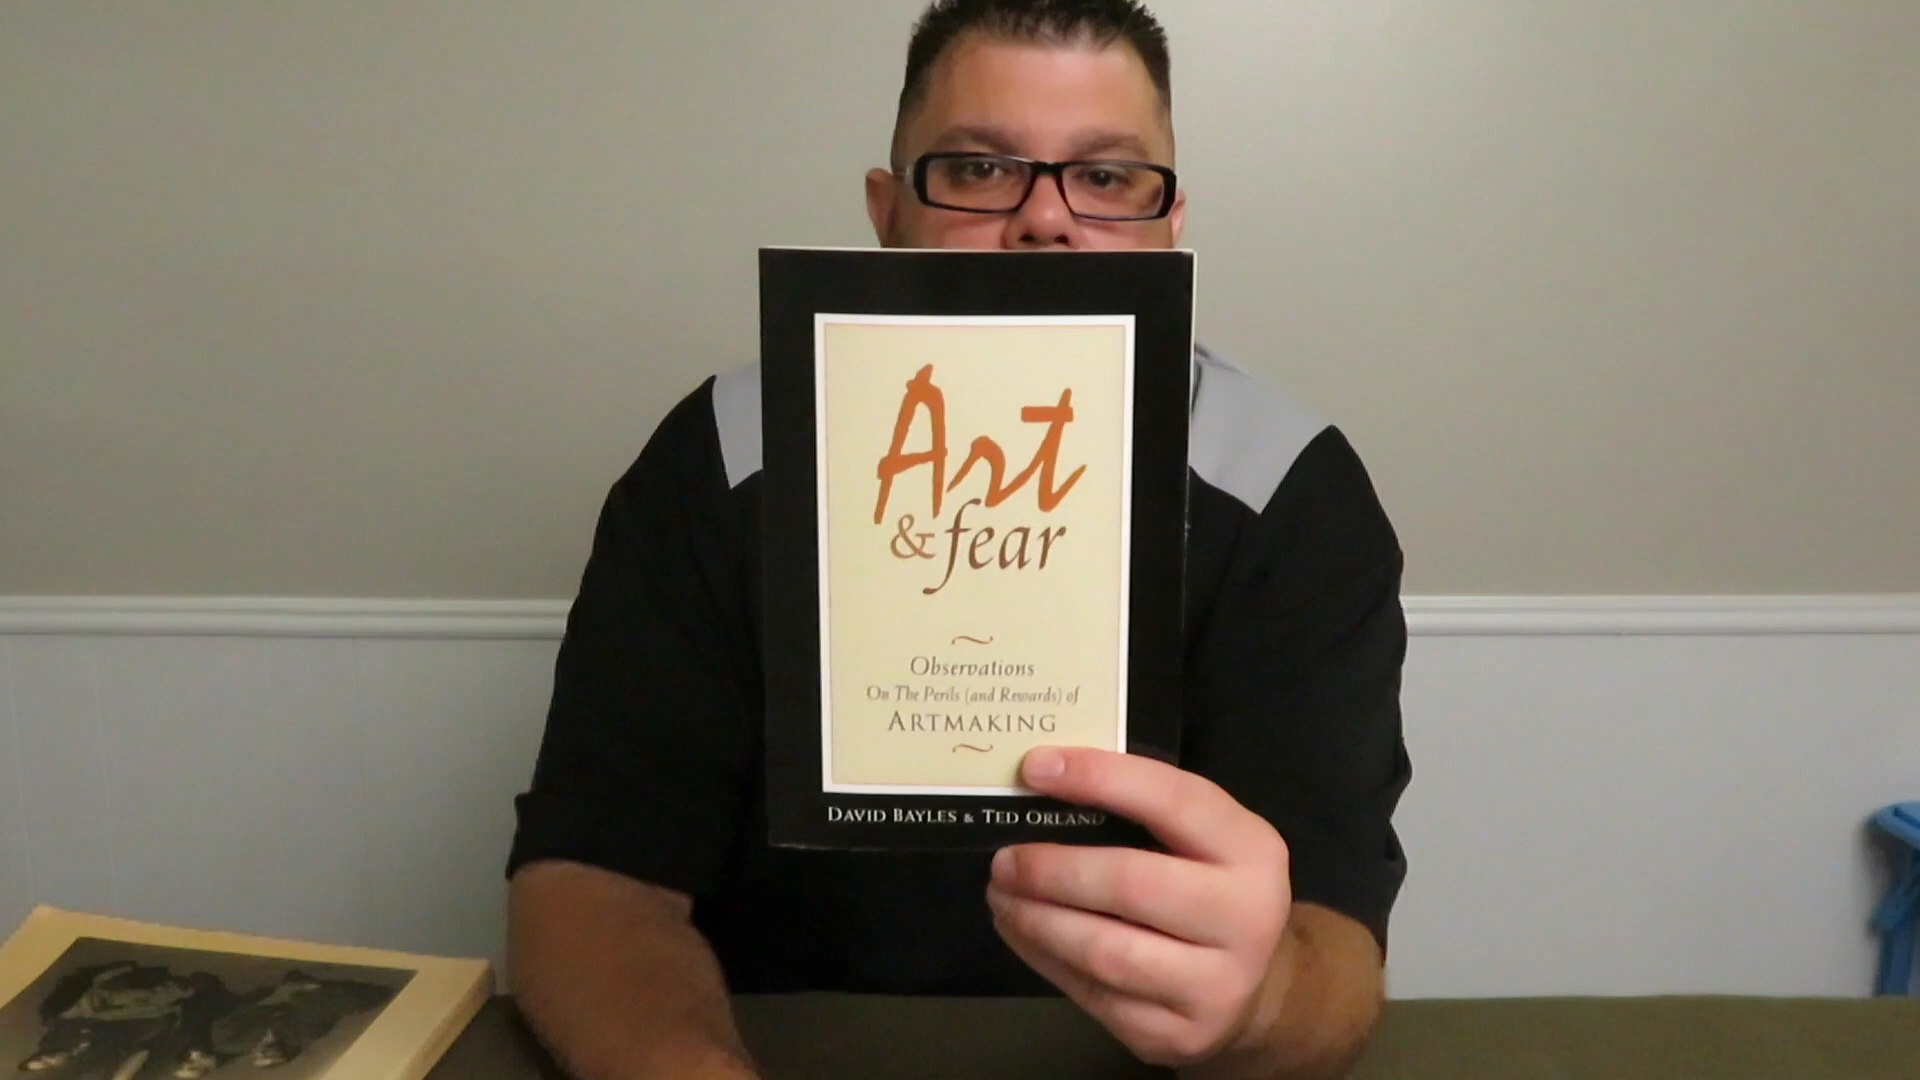 Art
& fear
Observations
On The Perils (and Rewards) of
ARTMAKING
DAVID BAYLES & TED ORLAND